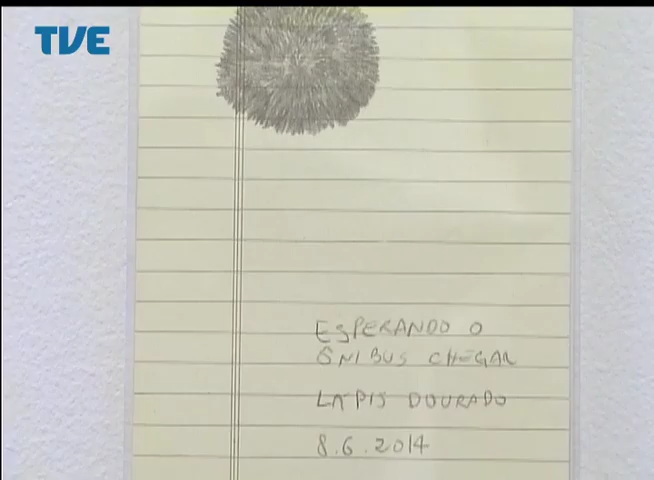 TVE
ESPERANDO O
ÔNIBUS CHEGAR
LÁPIS DOURADO
8.6.2014